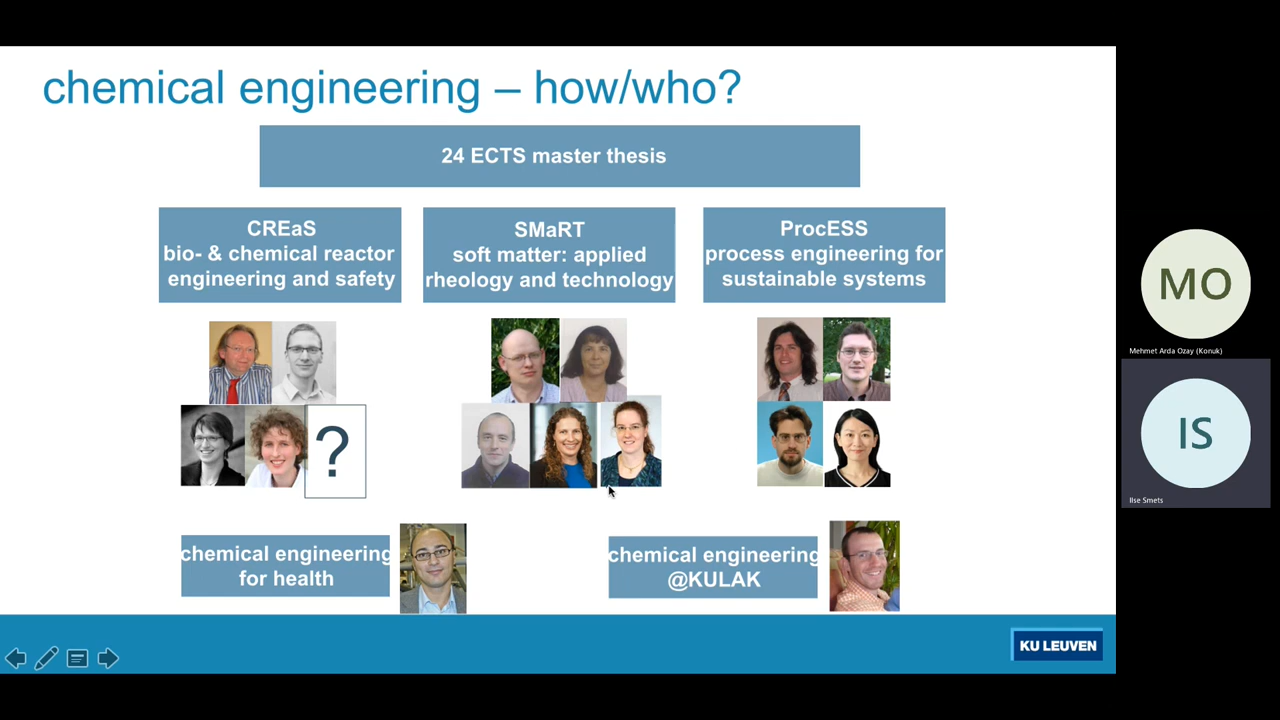 chemical engineering – how/who?
24 ECTS master thesis
CREaS
bio- & chemical reactor
engineering and safety
SMaRT
soft matter: applied
rheology and technology
ProcESS
process engineering for
sustainable systems
?
chemical engineering
for health
chemical engineering
@KULAK
KU LEUVEN
MO
Mehmet Arda Ozay (Konuk)
IS
Ilse Smets